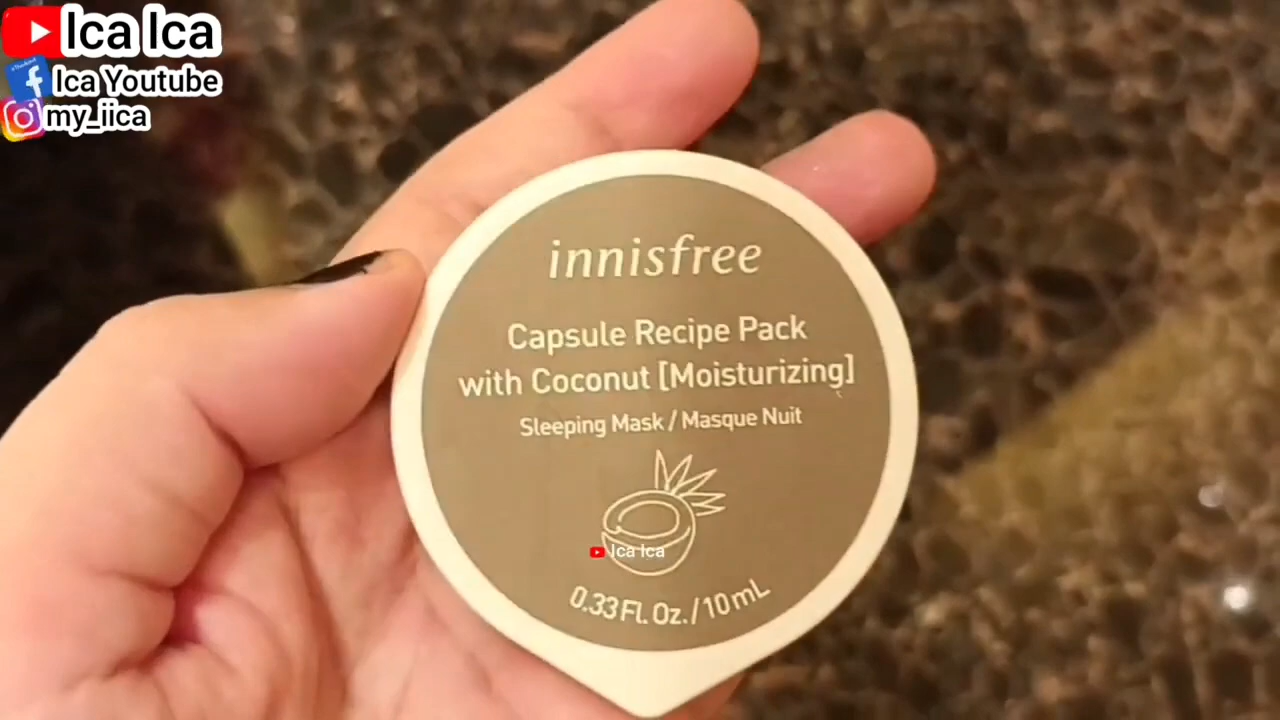 Ica Ica
Ica Youtube
my_iica
innisfree
Capsule Recipe Pack
with Coconut [Moisturizing]
Sleeping Mask / Masque Nuit
Ica Ica
0.33 Fl. Oz. / 10 mL